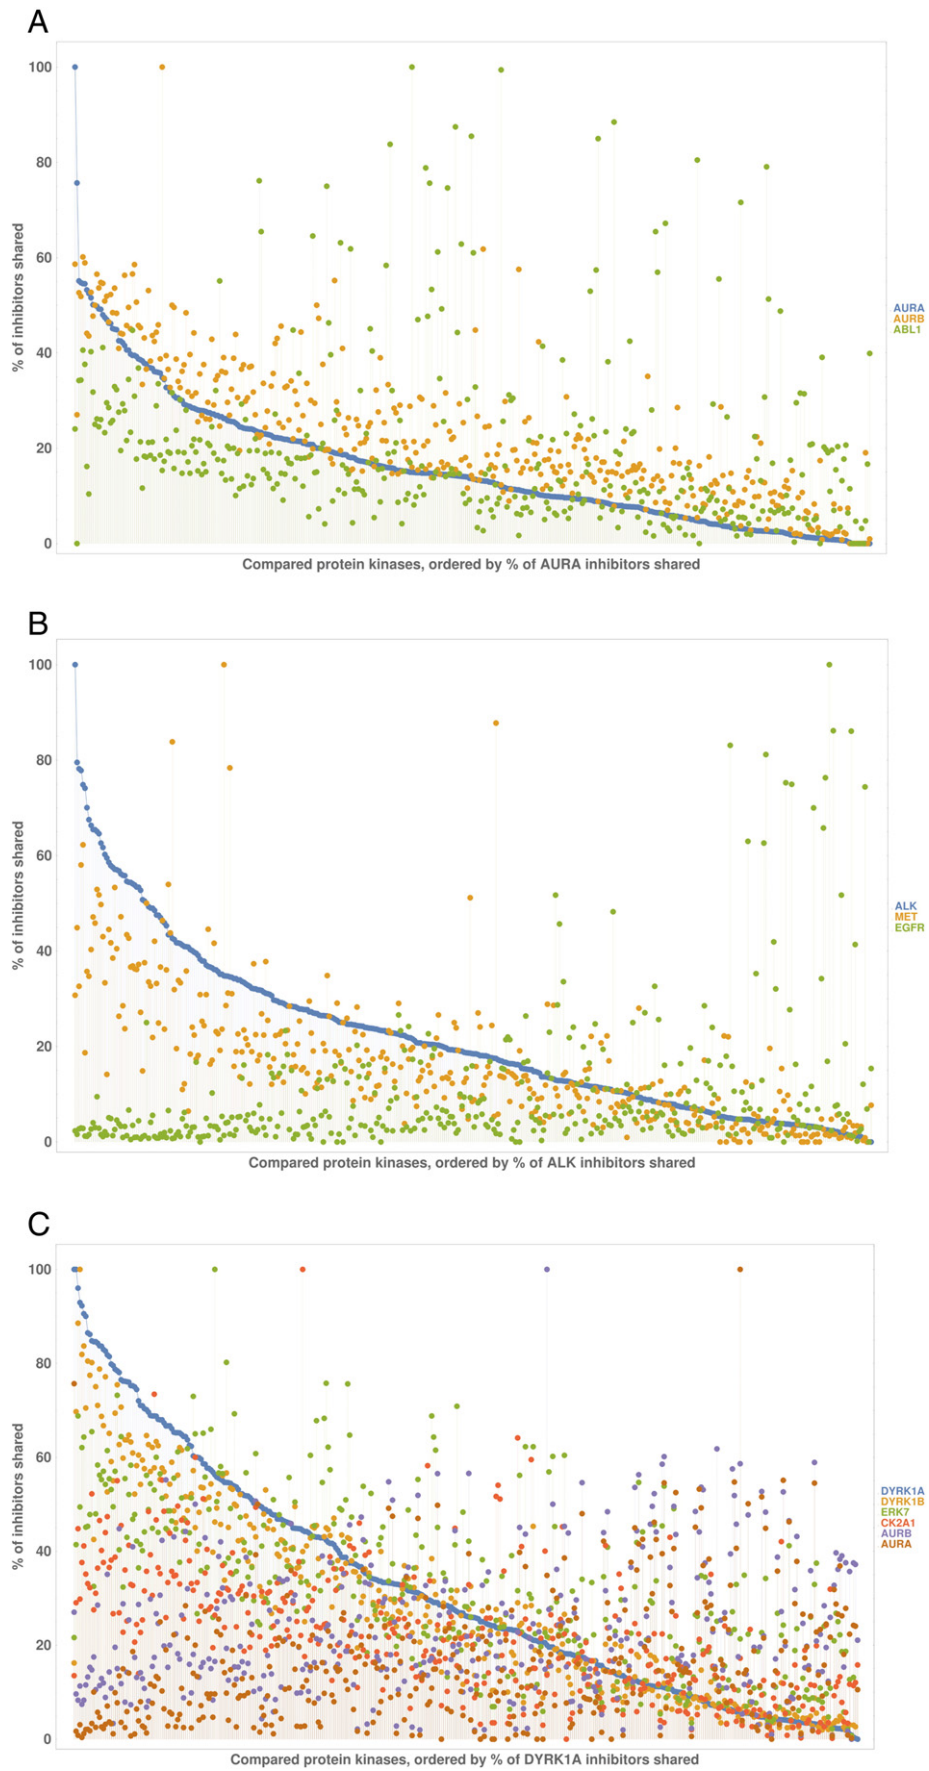 A
100
80
60
40
20
0
% of inhibitors shared
AURA
AURB
ABL1
Compared protein kinases, ordered by % of AURA inhibitors shared
B
100
80
60
40
20
0
% of inhibitors shared
ALK
MET
EGFR
Compared protein kinases, ordered by % of ALK inhibitors shared
C
100
80
60
40
20
0
% of inhibitors shared
DYRK1A
DYRK1B
ERK7
CK2A1
AURB
AURA
Compared protein kinases, ordered by % of DYRK1A inhibitors shared